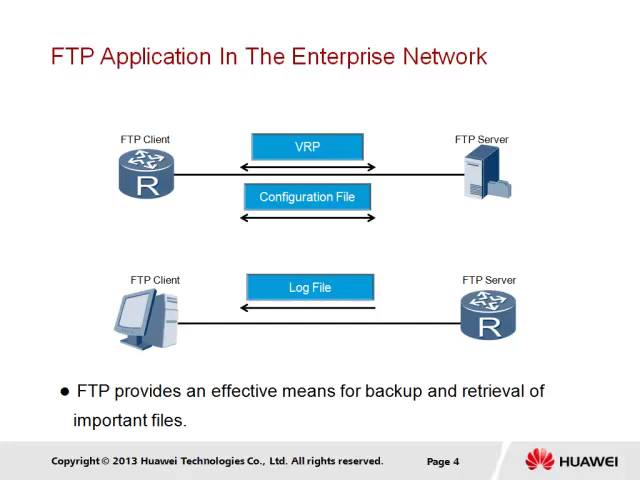 FTP Application In The Enterprise Network
FTP Client
VRP
FTP Server
R
Configuration File
FTP Client
Log File
FTP Server
R
● FTP provides an effective means for backup and retrieval of
important files.
Copyright © 2013 Huawei Technologies Co., Ltd. All rights reserved.
Page 4
HUAWEI